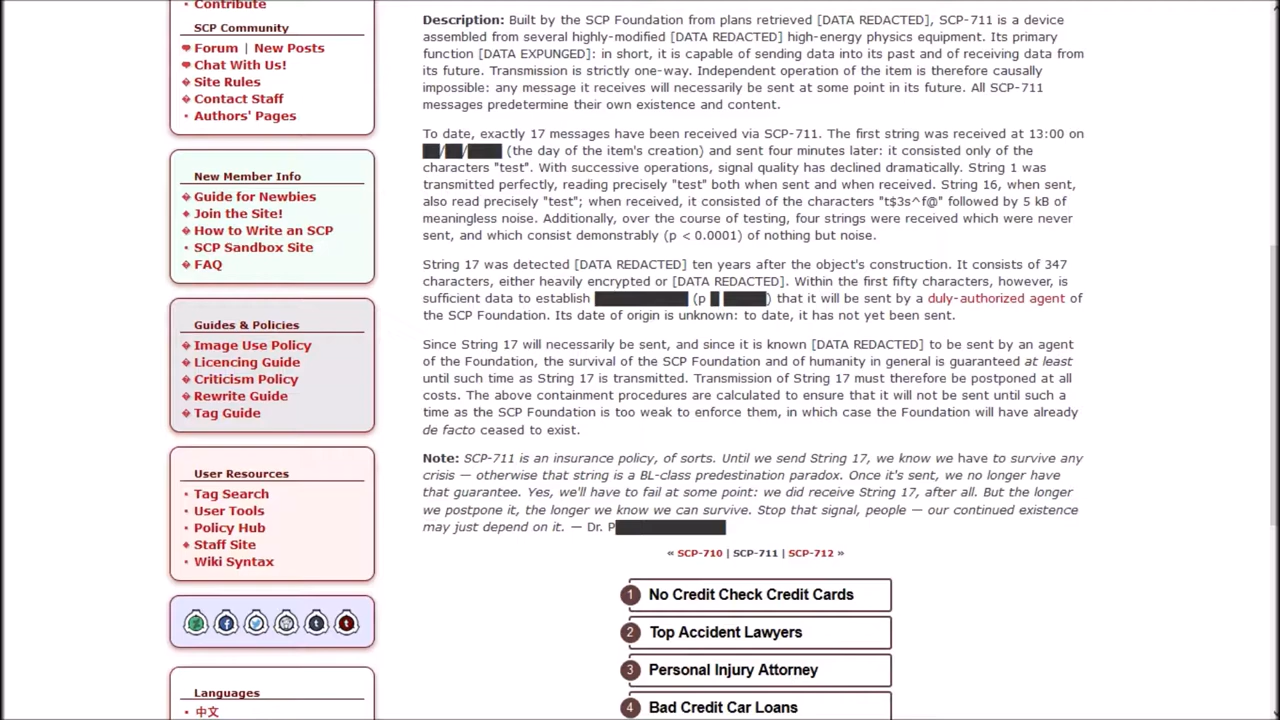 Contribute
SCP Community
Forum | New Posts
Chat With Us!
Site Rules
Contact Staff
Authors' Pages
New Member Info
Guide for Newbies
Join the Site!
How to Write an SCP
SCP Sandbox Site
FAQ
Guides & Policies
Image Use Policy
Licencing Guide
Criticism Policy
Rewrite Guide
Tag Guide
User Resources
Tag Search
User Tools
Policy Hub
Staff Site
Wiki Syntax
Languages
中文
Description: Built by the SCP Foundation from plans retrieved [DATA REDACTED], SCP-711 is a device
assembled from several highly-modified [DATA REDACTED] high-energy physics equipment. Its primary
function [DATA EXPUNGED]: in short, it is capable of sending data into its past and of receiving data from
its future. Transmission is strictly one-way. Independent operation of the item is therefore causally
impossible: any message it receives will necessarily be sent at some point in its future. All SCP-711
messages predetermine their own existence and content.
To date, exactly 17 messages have been received via SCP-711. The first string was received at 13:00 on
██/██/████ (the day of the item's creation) and sent four minutes later: it consisted only of the
characters "test". With successive operations, signal quality has declined dramatically. String 1 was
transmitted perfectly, reading precisely "test" both when sent and when received. String 16, when sent,
also read precisely "test"; when received, it consisted of the characters "t$3s^f@" followed by 5 kB of
meaningless noise. Additionally, over the course of testing, four strings were received which were never
sent, and which consist demonstrably (p < 0.0001) of nothing but noise.
String 17 was detected [DATA REDACTED] ten years after the object's construction. It consists of 347
characters, either heavily encrypted or [DATA REDACTED]. Within the first fifty characters, however, is
sufficient data to establish ███████████ (p █ █████) that it will be sent by a duly-authorized agent of
the SCP Foundation. Its date of origin is unknown: to date, it has not yet been sent.
Since String 17 will necessarily be sent, and since it is known [DATA REDACTED] to be sent by an agent
of the Foundation, the survival of the SCP Foundation and of humanity in general is guaranteed at least
until such time as String 17 is transmitted. Transmission of String 17 must therefore be postponed at all
costs. The above containment procedures are calculated to ensure that it will not be sent until such a
time as the SCP Foundation is too weak to enforce them, in which case the Foundation will have already
de facto ceased to exist.
Note: SCP-711 is an insurance policy, of sorts. Until we send String 17, we know we have to survive any
crisis — otherwise that string is a BL-class predestination paradox. Once it's sent, we no longer have
that guarantee. Yes, we'll have to fail at some point: we did receive String 17, after all. But the longer
we postpone it, the longer we know we can survive. Stop that signal, people — our continued existence
may just depend on it. — Dr. P█████████████
« SCP-710 | SCP-711 | SCP-712 »
1 No Credit Check Credit Cards
2 Top Accident Lawyers
3 Personal Injury Attorney
4 Bad Credit Car Loans